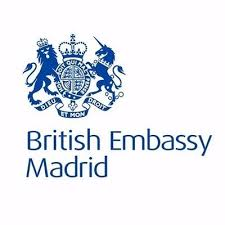 DIEU ET MON DROIT
British Embassy
Madrid